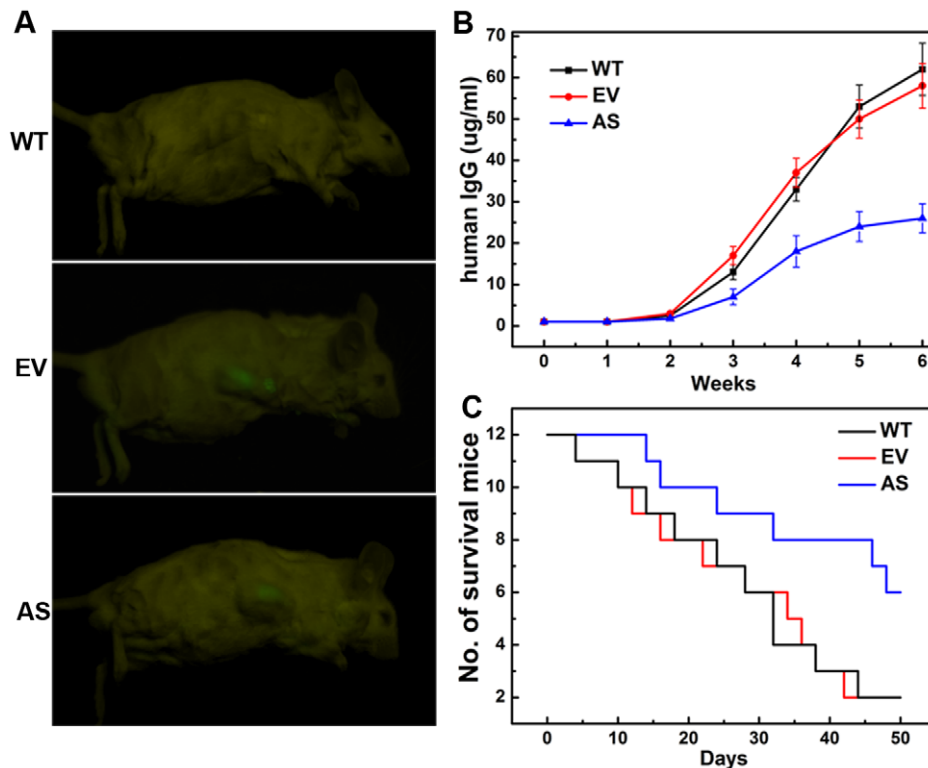 A
WT
EV
AS
B
70
60
50
40
30
20
10
0
human IgG (ug/ml)
WT
EV
AS
0 1 2 3 4 5 6
Weeks
C
12
10
8
6
4
2
No. of survival mice
WT
EV
AS
0 10 20 30 40 50
Days